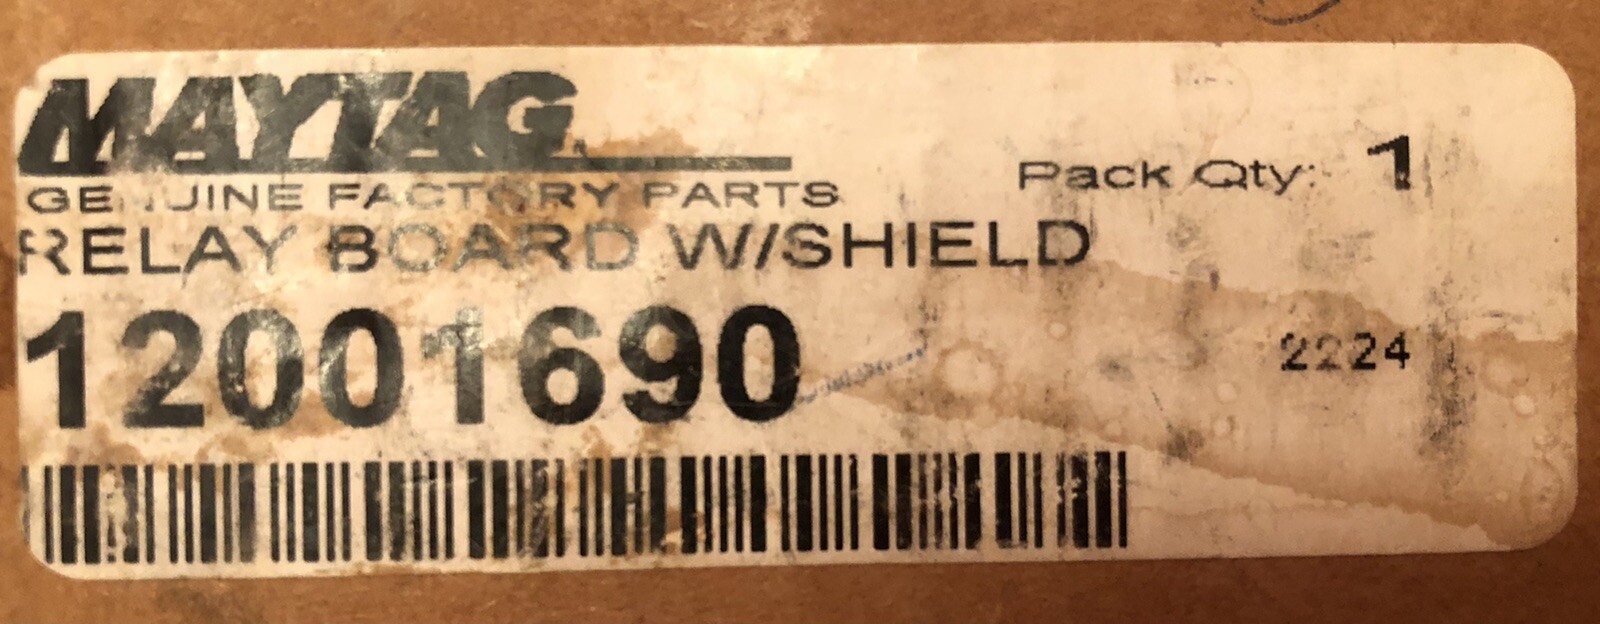 MAYTAG
GENUINE FACTORY PARTS
Pack Qty: 1
RELAY BOARD W/SHIELD
12001690
2224